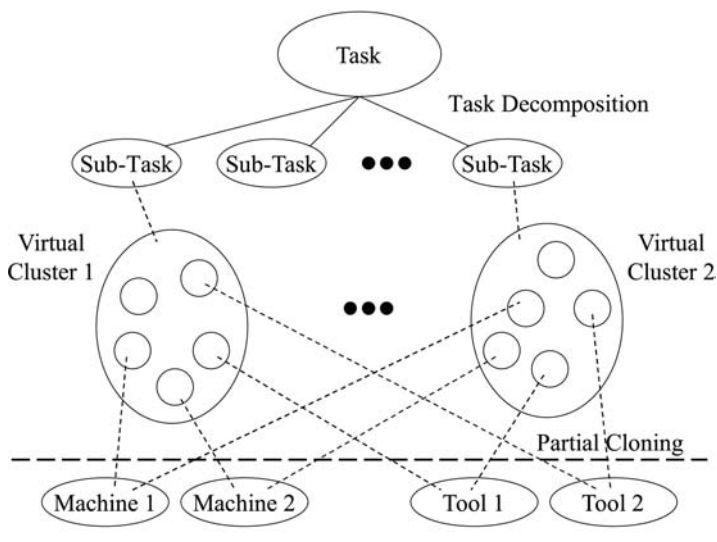 Task
Task Decomposition
Sub-Task
Sub-Task
Sub-Task
Virtual
Cluster 1
Virtual
Cluster 2
Partial Cloning
Machine 1
Machine 2
Tool 1
Tool 2